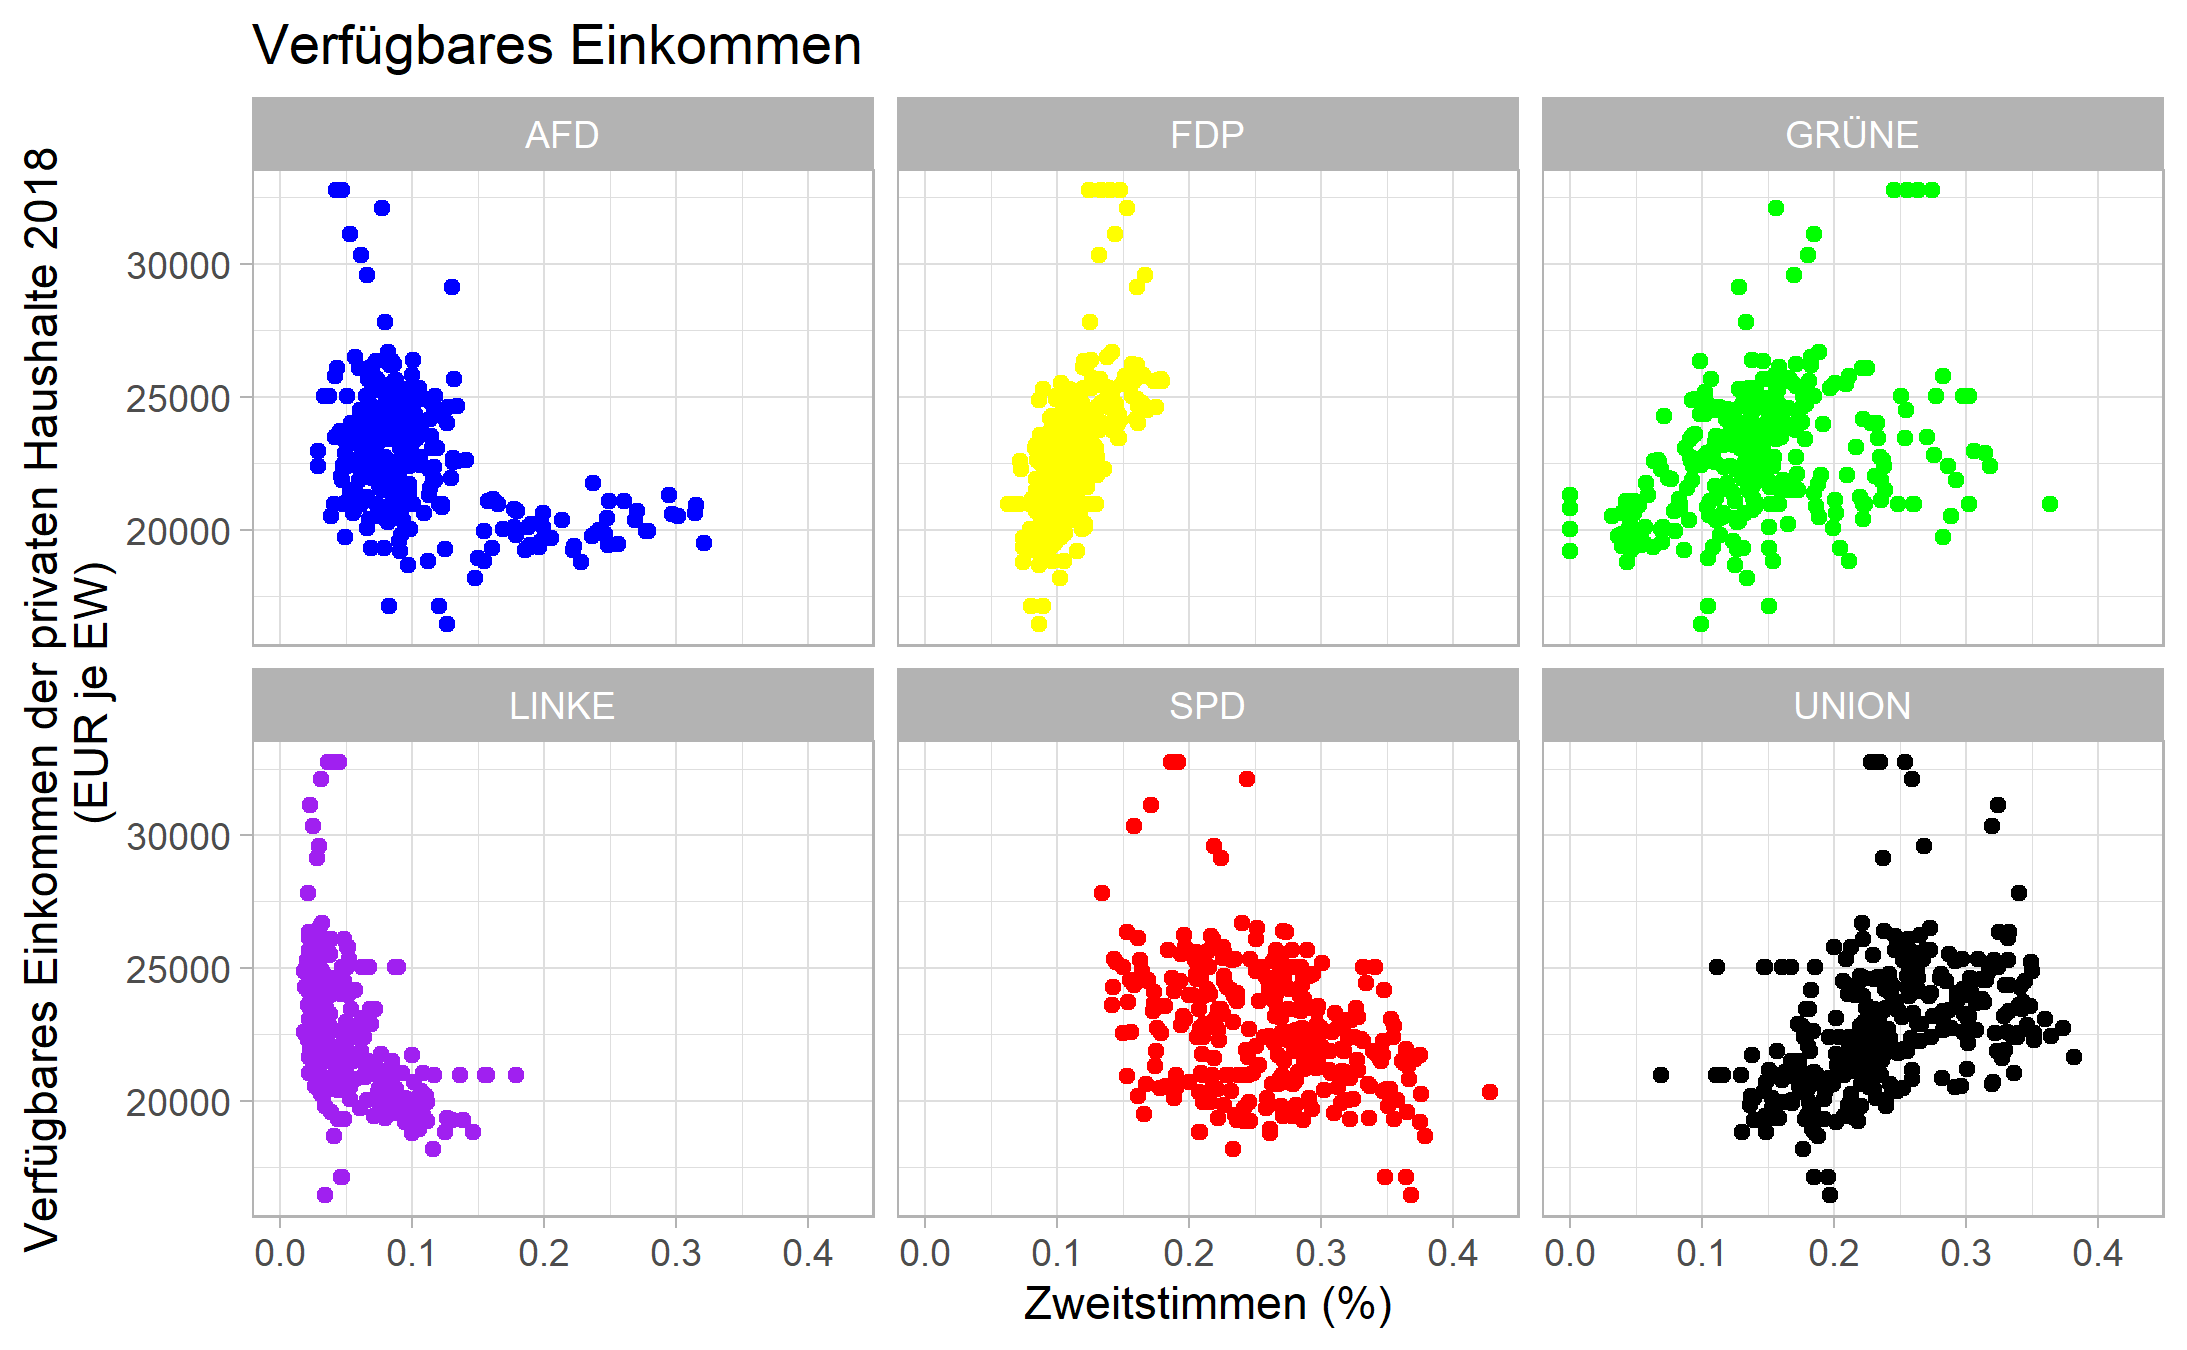 Verfügbares Einkommen
AFD
FDP
GRÜNE
30000
25000
20000
LINKE
SPD
UNION
30000
25000
20000
0.0 0.1 0.2 0.3 0.4
0.0 0.1 0.2 0.3 0.4
0.0 0.1 0.2 0.3 0.4
Zweitstimmen (%)
Verfügbares Einkommen der privaten Haushalte 2018
(EUR je EW)